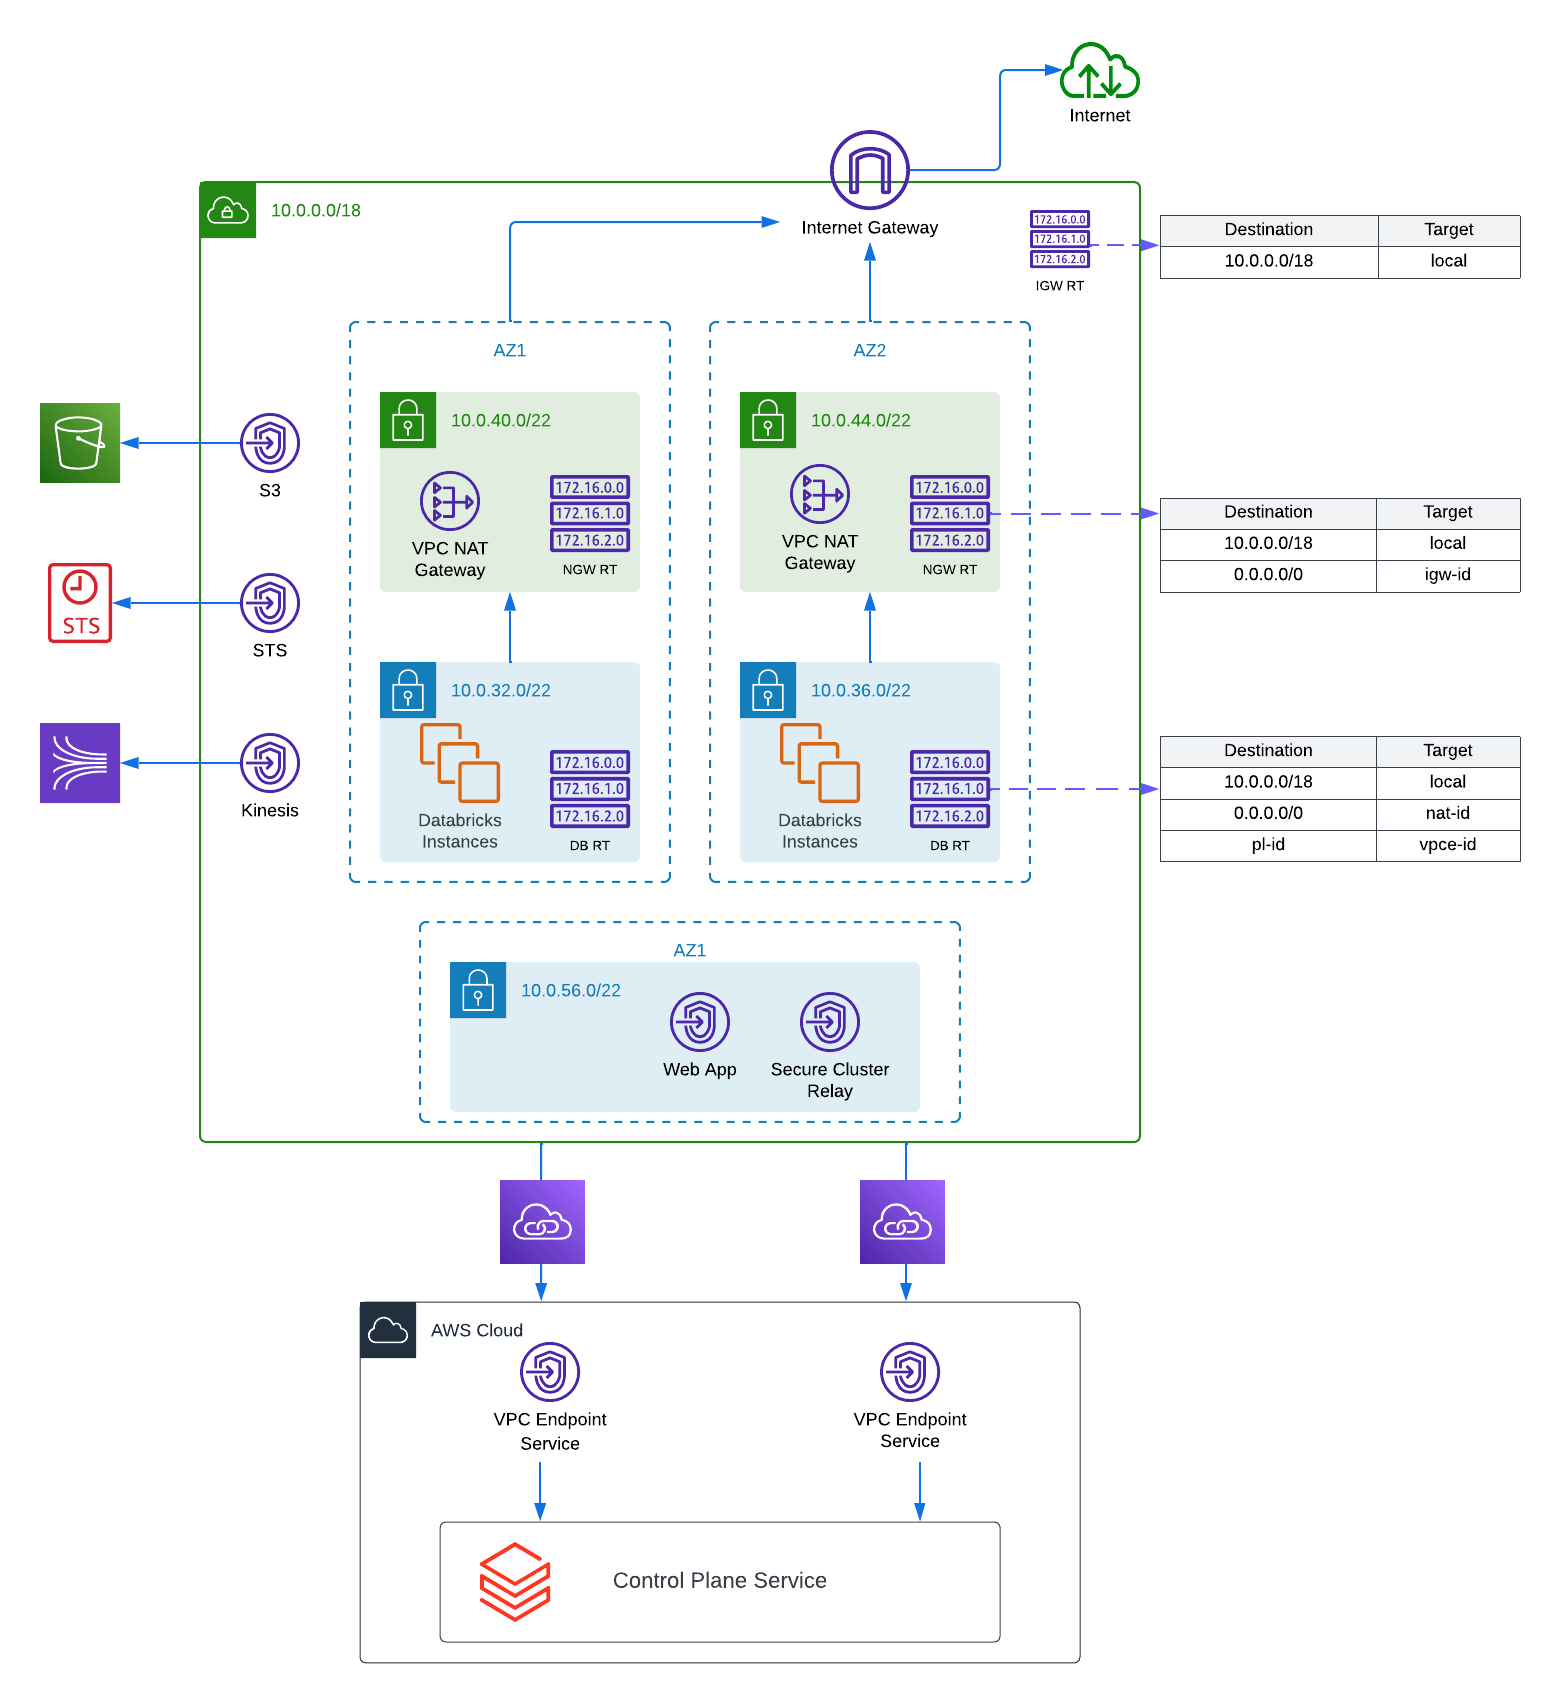 Internet
Internet Gateway
10.0.0.0/18
172.16.0.0
172.16.1.0
172.16.2.0
IGW RT
Destination Target
10.0.0.0/18 local
AZ1
AZ2
10.0.40.0/22
172.16.0.0
172.16.1.0
172.16.2.0
VPC NAT
Gateway
NGW RT
10.0.44.0/22
172.16.0.0
172.16.1.0
172.16.2.0
VPC NAT
Gateway
NGW RT
Destination Target
10.0.0.0/18 local
0.0.0.0/0 igw-id
S3
STS
STS
Kinesis
10.0.32.0/22
172.16.0.0
172.16.1.0
172.16.2.0
Databricks
Instances
DB RT
10.0.36.0/22
172.16.0.0
172.16.1.0
172.16.2.0
Databricks
Instances
DB RT
Destination Target
10.0.0.0/18 local
0.0.0.0/0 nat-id
pl-id vpce-id
AZ1
10.0.56.0/22
Web App
Secure Cluster
Relay
AWS Cloud
VPC Endpoint
Service
VPC Endpoint
Service
Control Plane Service